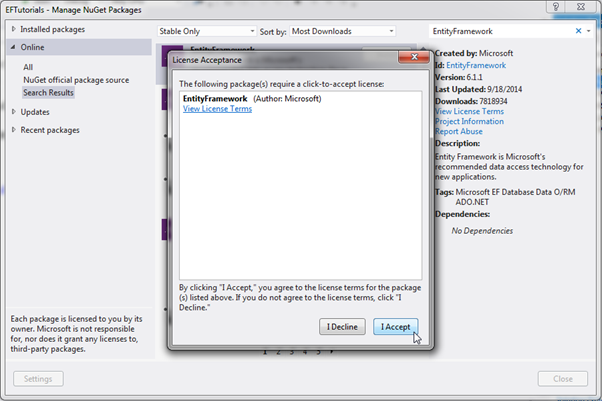 EFTutorials - Manage NuGet Packages
Installed packages
Online
All
NuGet official package source
Search Results
Updates
Recent packages
Each package is licensed to you by its
owner. Microsoft is not responsible
for, nor does it grant any licenses to,
third-party packages.
Settings
Stable Only
Sort by: Most Downloads
EntityFramework
License Acceptance
The following package(s) require a click-to-accept license:
EntityFramework (Author: Microsoft)
View License Terms
By clicking "I Accept," you agree to the license terms for the package
(s) listed above. If you do not agree to the license terms, click "I
Decline."
I Decline
I Accept
1 2 3 4 5
EntityFramework
Created by: Microsoft
Id: EntityFramework
Version: 6.1.1
Last Updated: 9/18/2014
Downloads: 7818934
View License Terms
Project Information
Report Abuse
Description:
Entity Framework is Microsoft's
recommended data access technology for
new applications.
Tags: Microsoft EF Database Data O/RM
ADO.NET
Dependencies:
No Dependencies
Close